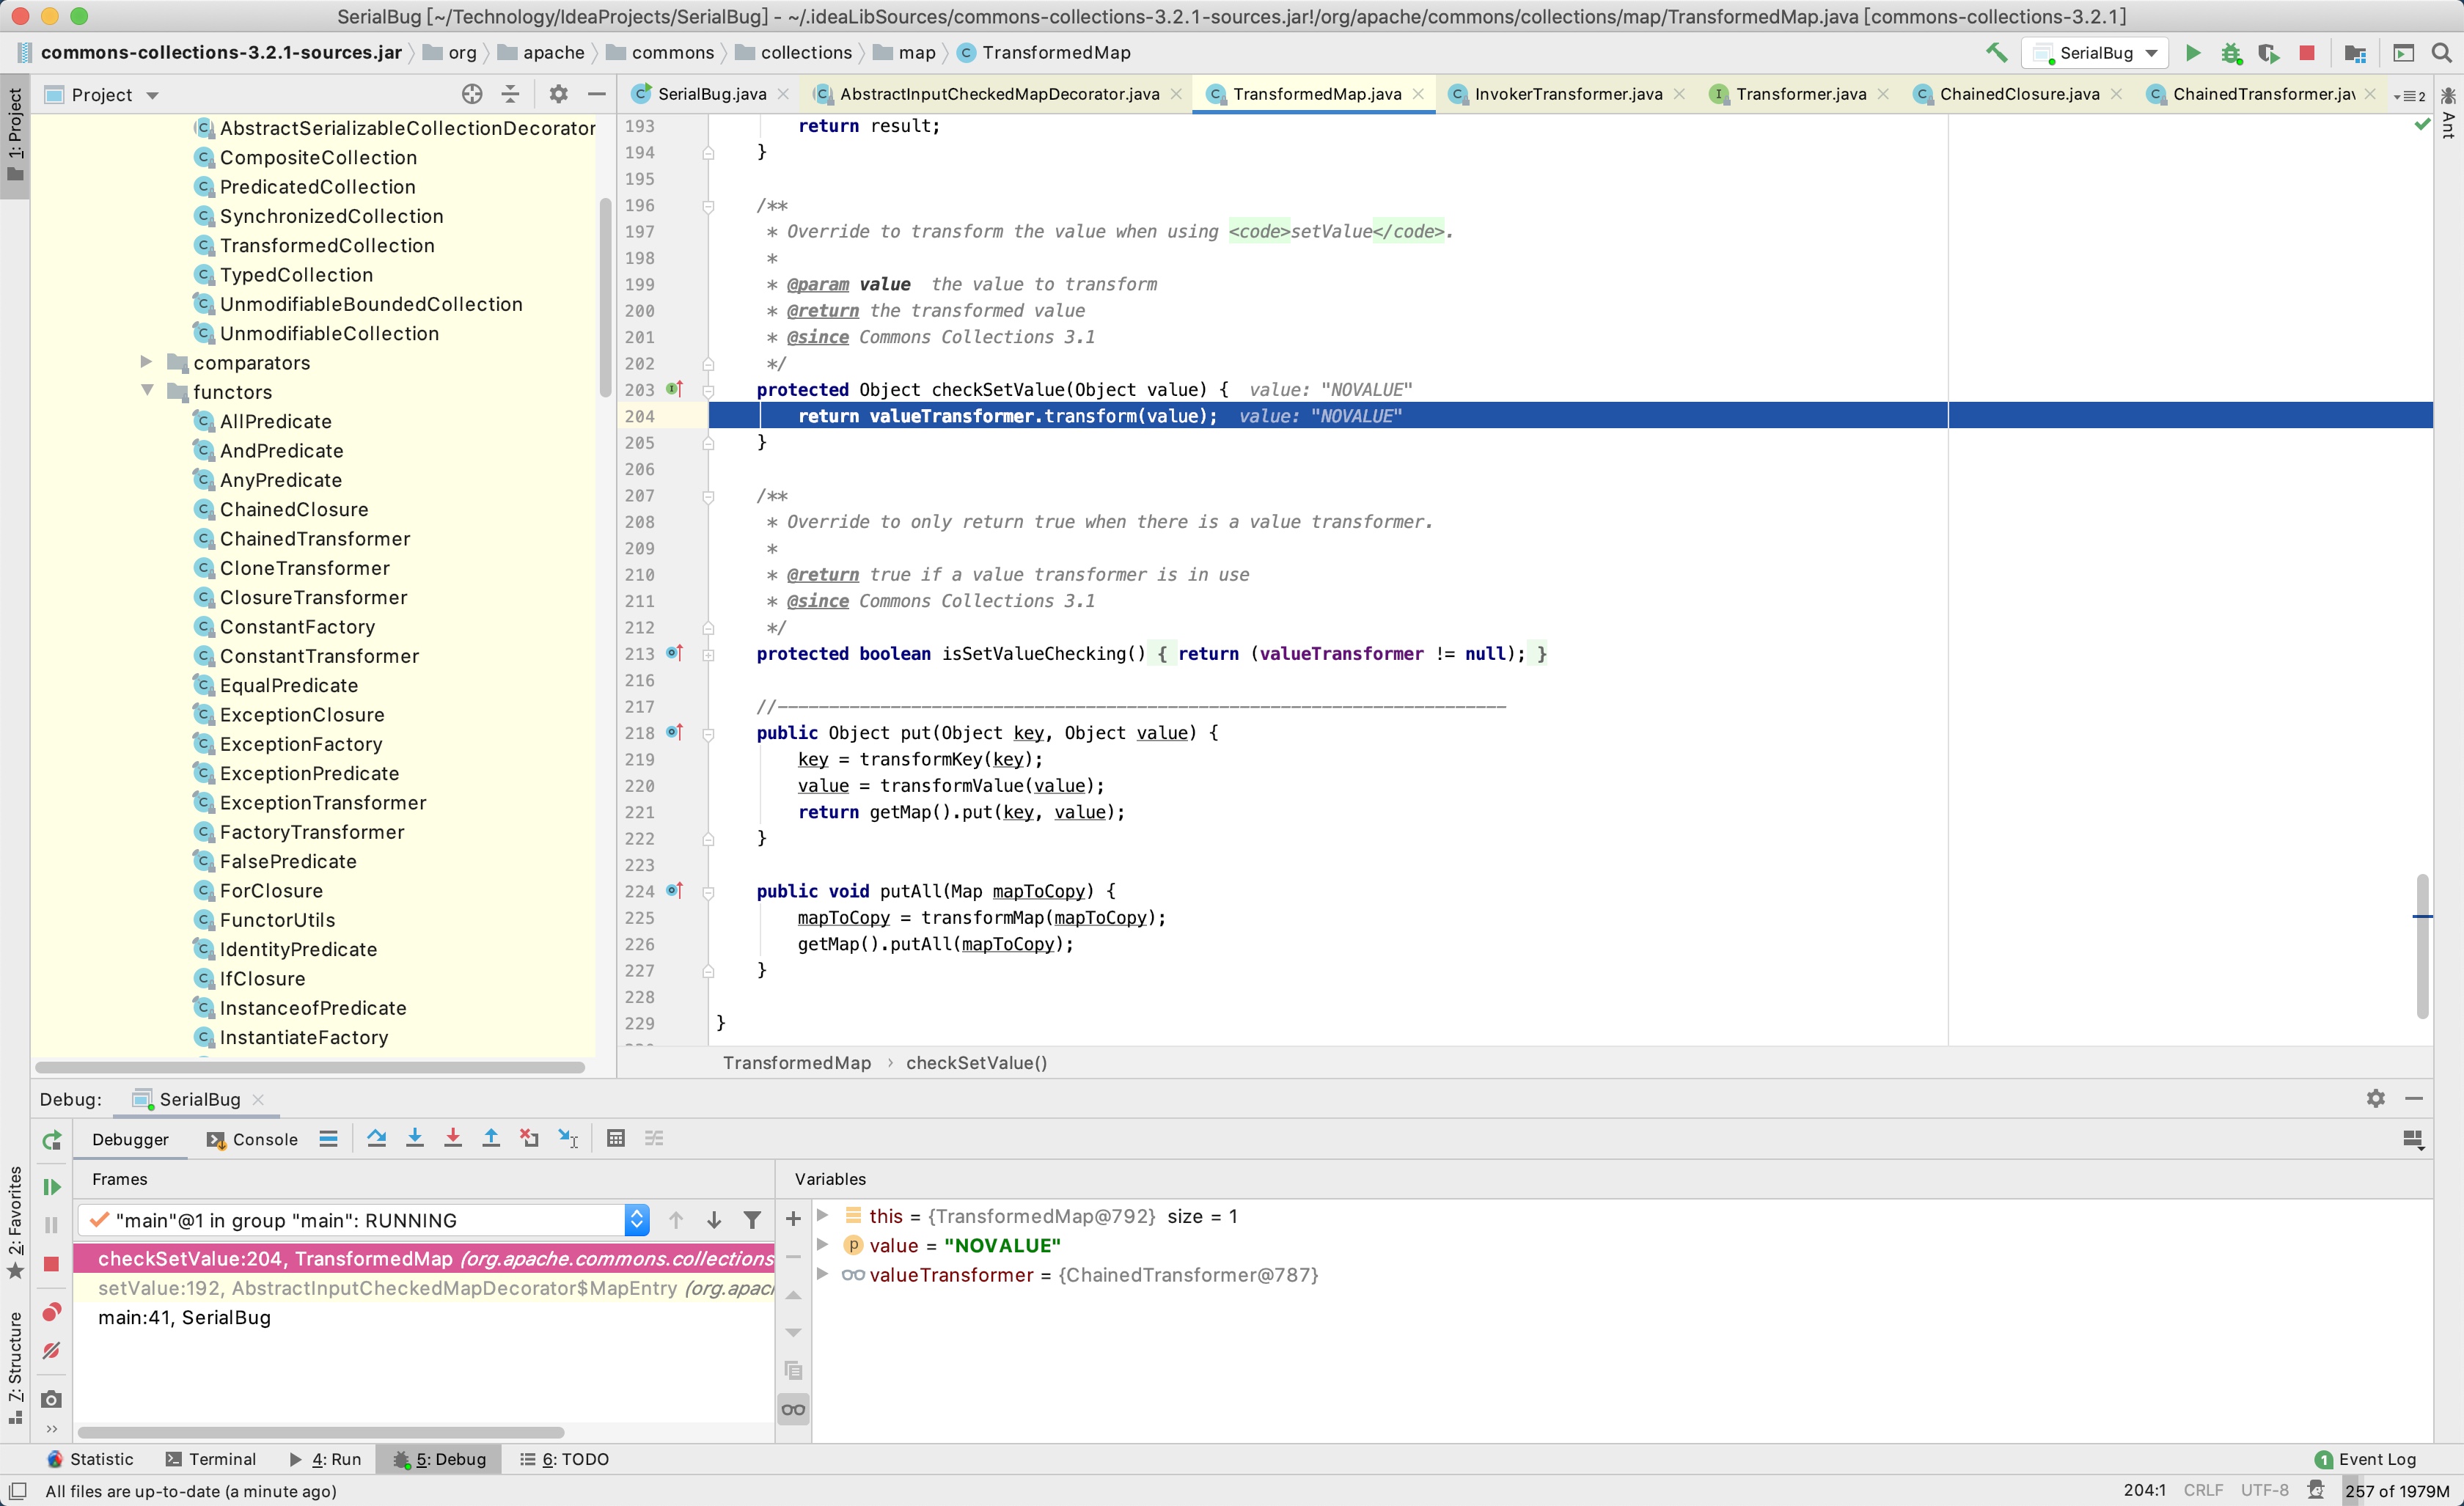 SerialBug [~/Technology/IdeaProjects/SerialBug] - ~/.ideaLibSources/commons-collections-3.2.1-sources.jar!/org/apache/commons/collections/map/TransformedMap.java [commons-collections-3.2.1]
commons-collections-3.2.1-sources.jar org apache commons collections map TransformedMap SerialBug
Project
SerialBug.java AbstractInputCheckedMapDecorator.java TransformedMap.java InvokerTransformer.java Transformer.java ChainedClosure.java ChainedTransformer.jav 2
1: Project
2: Favorites
7: Structure
Ant
AbstractSerializableCollectionDecorator
CompositeCollection
PredicatedCollection
SynchronizedCollection
TransformedCollection
TypedCollection
UnmodifiableBoundedCollection
UnmodifiableCollection
comparators
functors
AllPredicate
AndPredicate
AnyPredicate
ChainedClosure
ChainedTransformer
CloneTransformer
ClosureTransformer
ConstantFactory
ConstantTransformer
EqualPredicate
ExceptionClosure
ExceptionFactory
ExceptionPredicate
ExceptionTransformer
FactoryTransformer
FalsePredicate
ForClosure
FunctorUtils
IdentityPredicate
IfClosure
InstanceofPredicate
InstantiateFactory
193 return result;
194 }
195
196 /**
197 * Override to transform the value when using <code>setValue</code>.
198 *
199 * @param value the value to transform
200 * @return the transformed value
201 * @since Commons Collections 3.1
202 */
203 protected Object checkSetValue(Object value) { value: "NOVALUE"
204 return valueTransformer.transform(value); value: "NOVALUE"
205 }
206
207 /**
208 * Override to only return true when there is a value transformer.
209 *
210 * @return true if a value transformer is in use
211 * @since Commons Collections 3.1
212 */
213 protected boolean isSetValueChecking() { return (valueTransformer != null); }
216
217 //-----------------------------------------------------------------------
218 public Object put(Object key, Object value) {
219 key = transformKey(key);
220 value = transformValue(value);
221 return getMap().put(key, value);
222 }
223
224 public void putAll(Map mapToCopy) {
225 mapToCopy = transformMap(mapToCopy);
226 getMap().putAll(mapToCopy);
227 }
228
229 }
TransformedMap › checkSetValue()
Debug: SerialBug
Debugger Console
Frames
"main"@1 in group "main": RUNNING
checkSetValue:204, TransformedMap (org.apache.commons.collections
setValue:192, AbstractInputCheckedMapDecorator$MapEntry (org.apac
main:41, SerialBug
Variables
this = {TransformedMap@792} size = 1
value = "NOVALUE"
valueTransformer = {ChainedTransformer@787}
Statistic Terminal 4: Run 5: Debug 6: TODO 1 Event Log
All files are up-to-date (a minute ago) 204:1 CRLF UTF-8 257 of 1979M